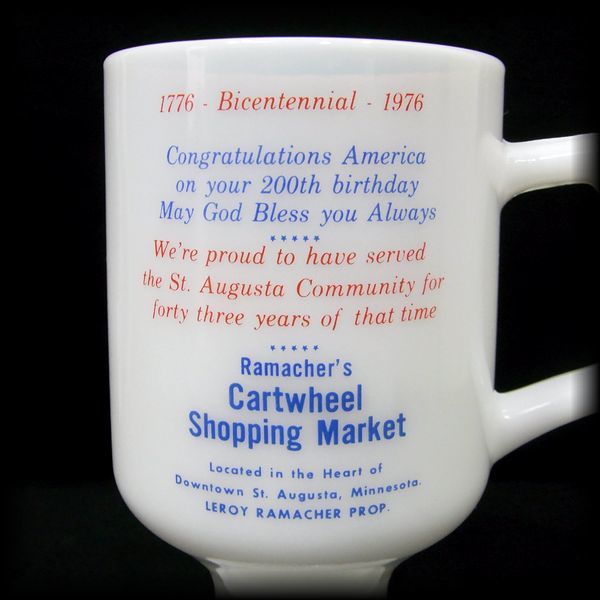 1776 - Bicentennial - 1976
Congratulations America
on your 200th birthday
May God Bless you Always
★★★★★
We're proud to have served
the St. Augusta Community for
forty three years of that time
★★★★★
Ramacher's
Cartwheel
Shopping Market
Located in the Heart of
Downtown St. Augusta, Minnesota.
LEROY RAMACHER PROP.